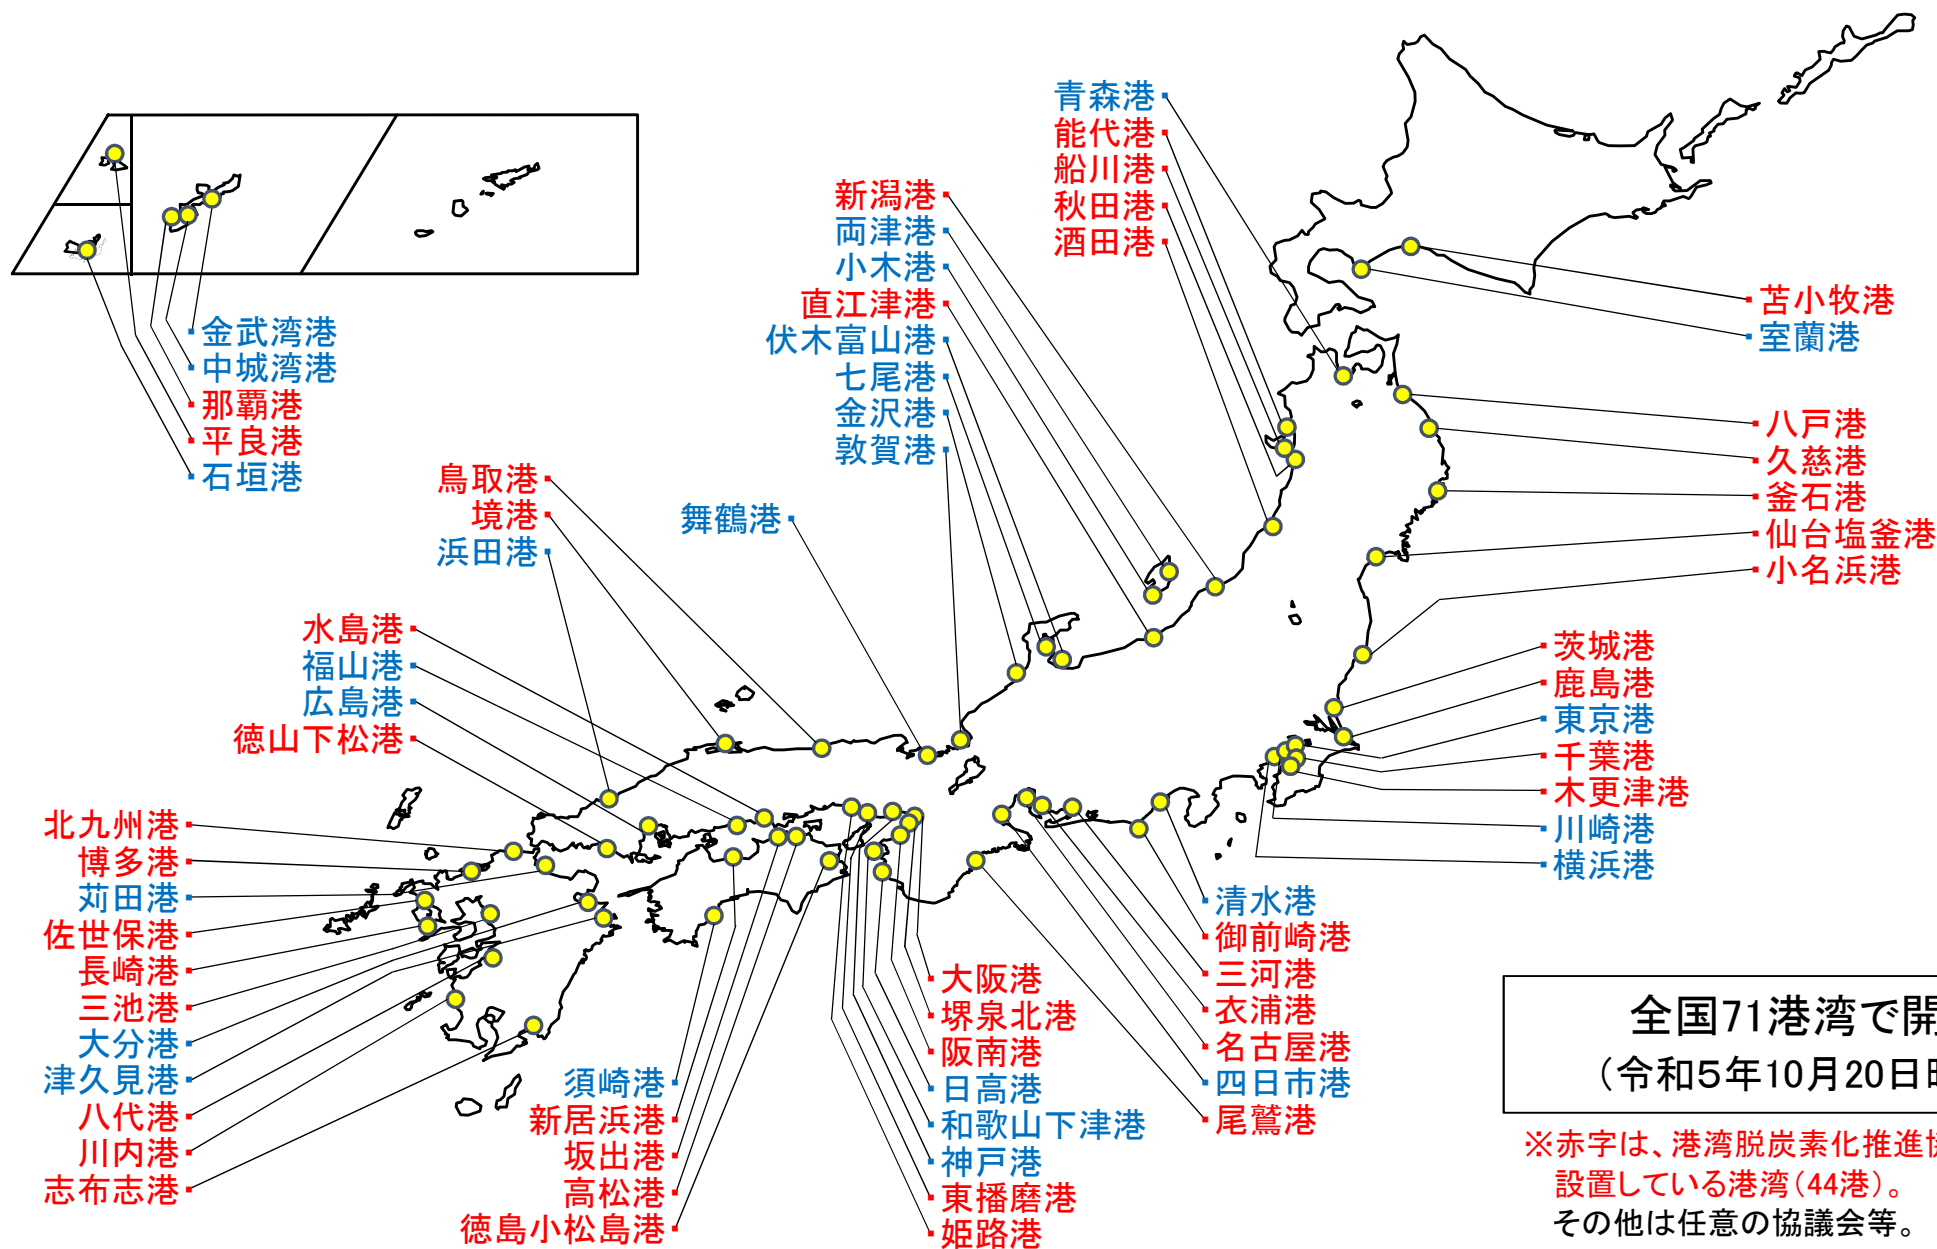 青森港
能代港
船川港
秋田港
酒田港
新潟港
両津港
小木港
直江津港
伏木富山港
七尾港
金沢港
敦賀港
苫小牧港
室蘭港
金武湾港
中城湾港
那覇港
平良港
石垣港
八戸港
久慈港
釜石港
仙台塩釜港
小名浜港
鳥取港
境港
浜田港
舞鶴港
水島港
福山港
広島港
徳山下松港
茨城港
鹿島港
東京港
千葉港
木更津港
川崎港
横浜港
北九州港
博多港
苅田港
佐世保港
長崎港
三池港
大分港
津久見港
八代港
川内港
志布志港
須崎港
新居浜港
坂出港
高松港
徳島小松島港
大阪港
堺泉北港
阪南港
日高港
和歌山下津港
神戸港
東播磨港
姫路港
清水港
御前崎港
三河港
衣浦港
名古屋港
四日市港
尾鷲港
全国71港湾で開
（令和5年10月20日時
※赤字は、港湾脱炭素化推進協
設置している港湾（44港）。
その他は任意の協議会等。